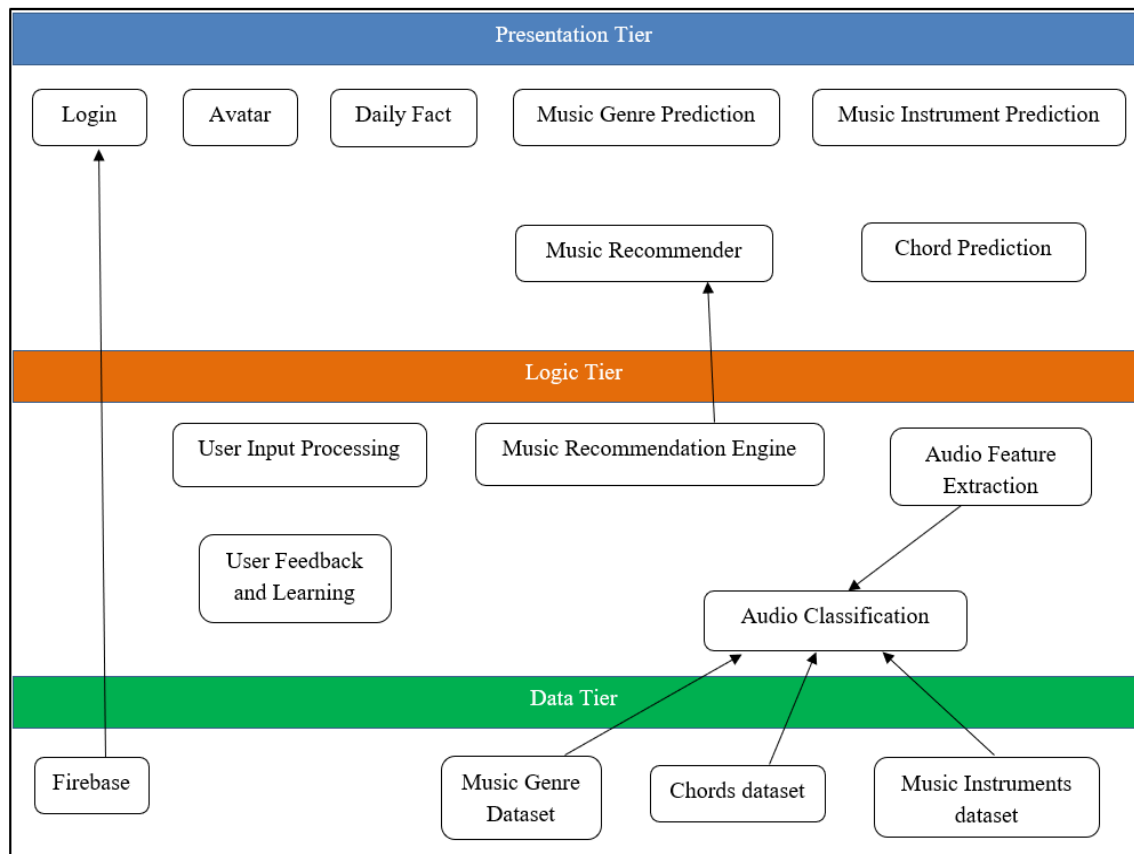 Presentation Tier
Login
Avatar
Daily Fact
Music Genre Prediction
Music Instrument Prediction
Music Recommender
Chord Prediction
Logic Tier
User Input Processing
Music Recommendation Engine
Audio Feature
Extraction
User Feedback
and Learning
Audio Classification
Data Tier
Firebase
Music Genre
Dataset
Chords dataset
Music Instruments
dataset